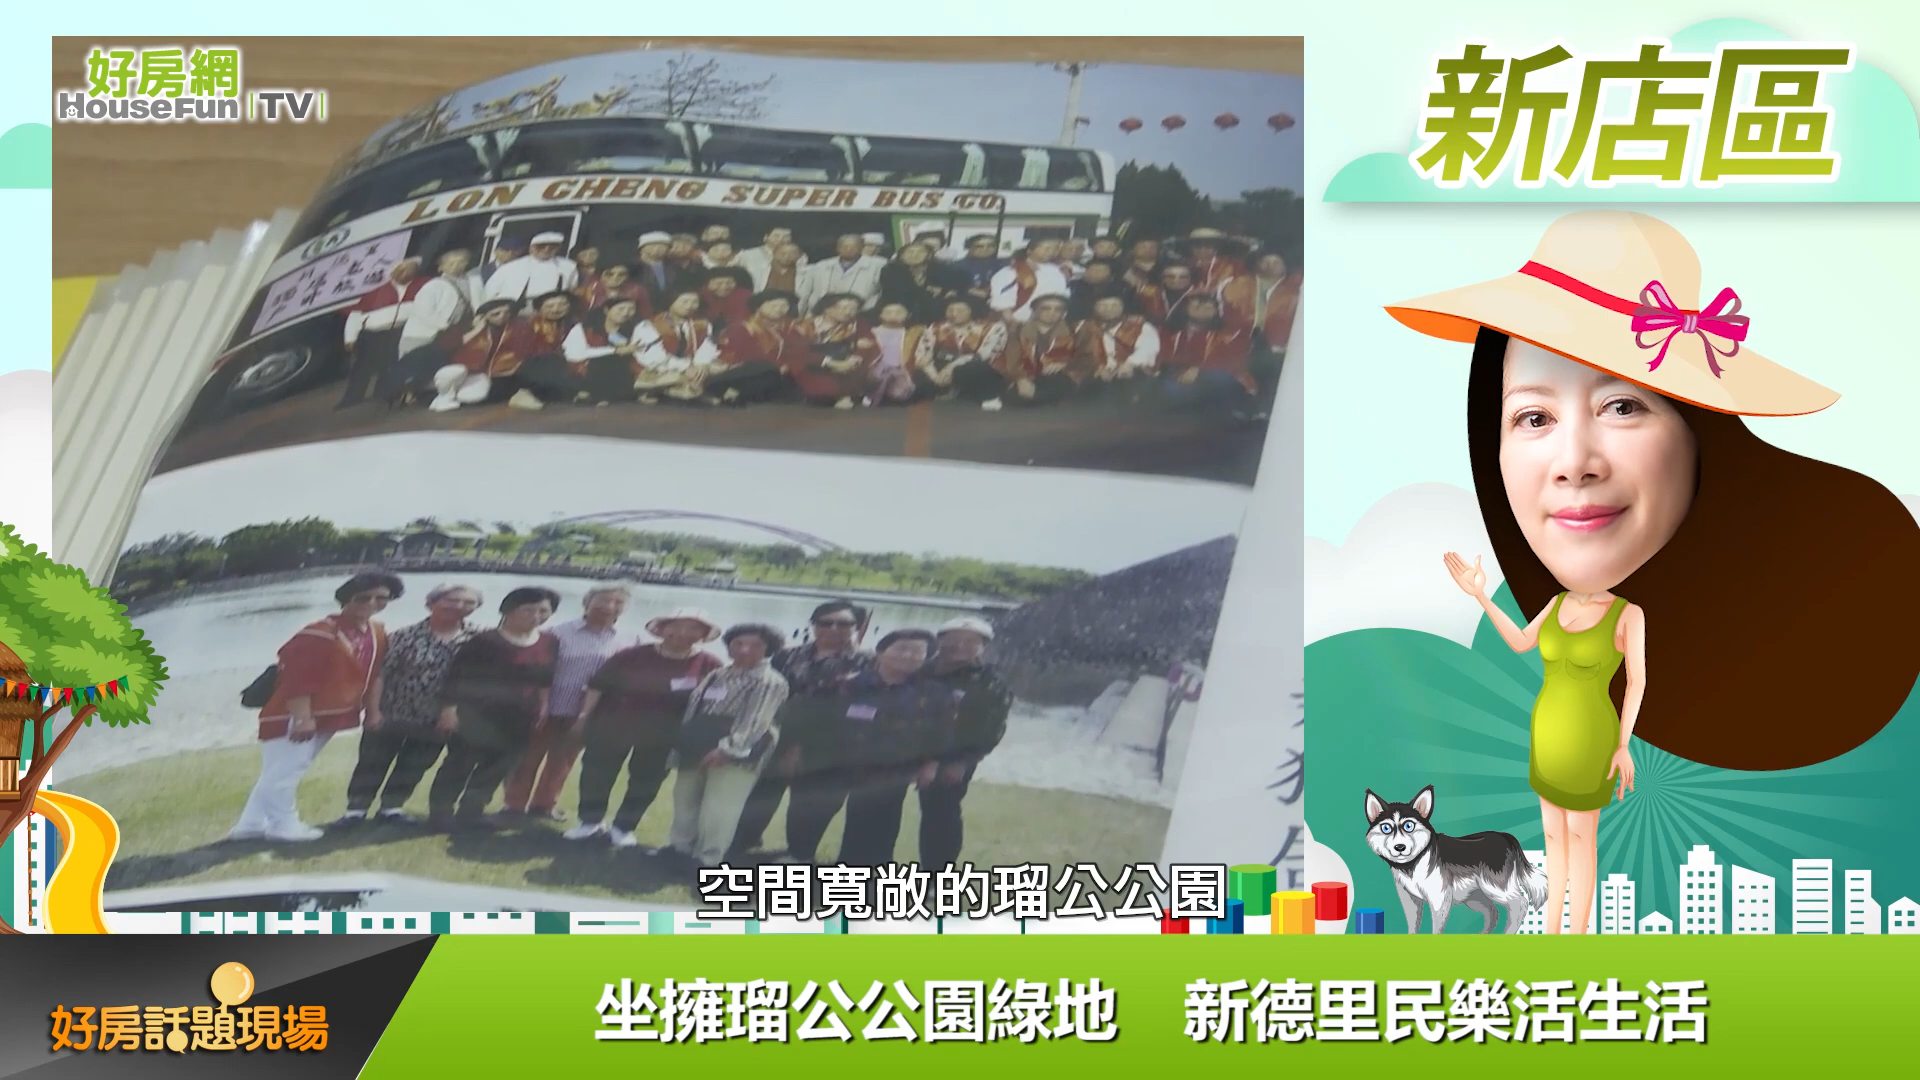 好房網
HouseFun TV
新店區
LON CHENG SUPER BUS CO.
空間寬敞的瑠公公園
好房話題現場
坐擁瑠公公園綠地 新德里民樂活生活